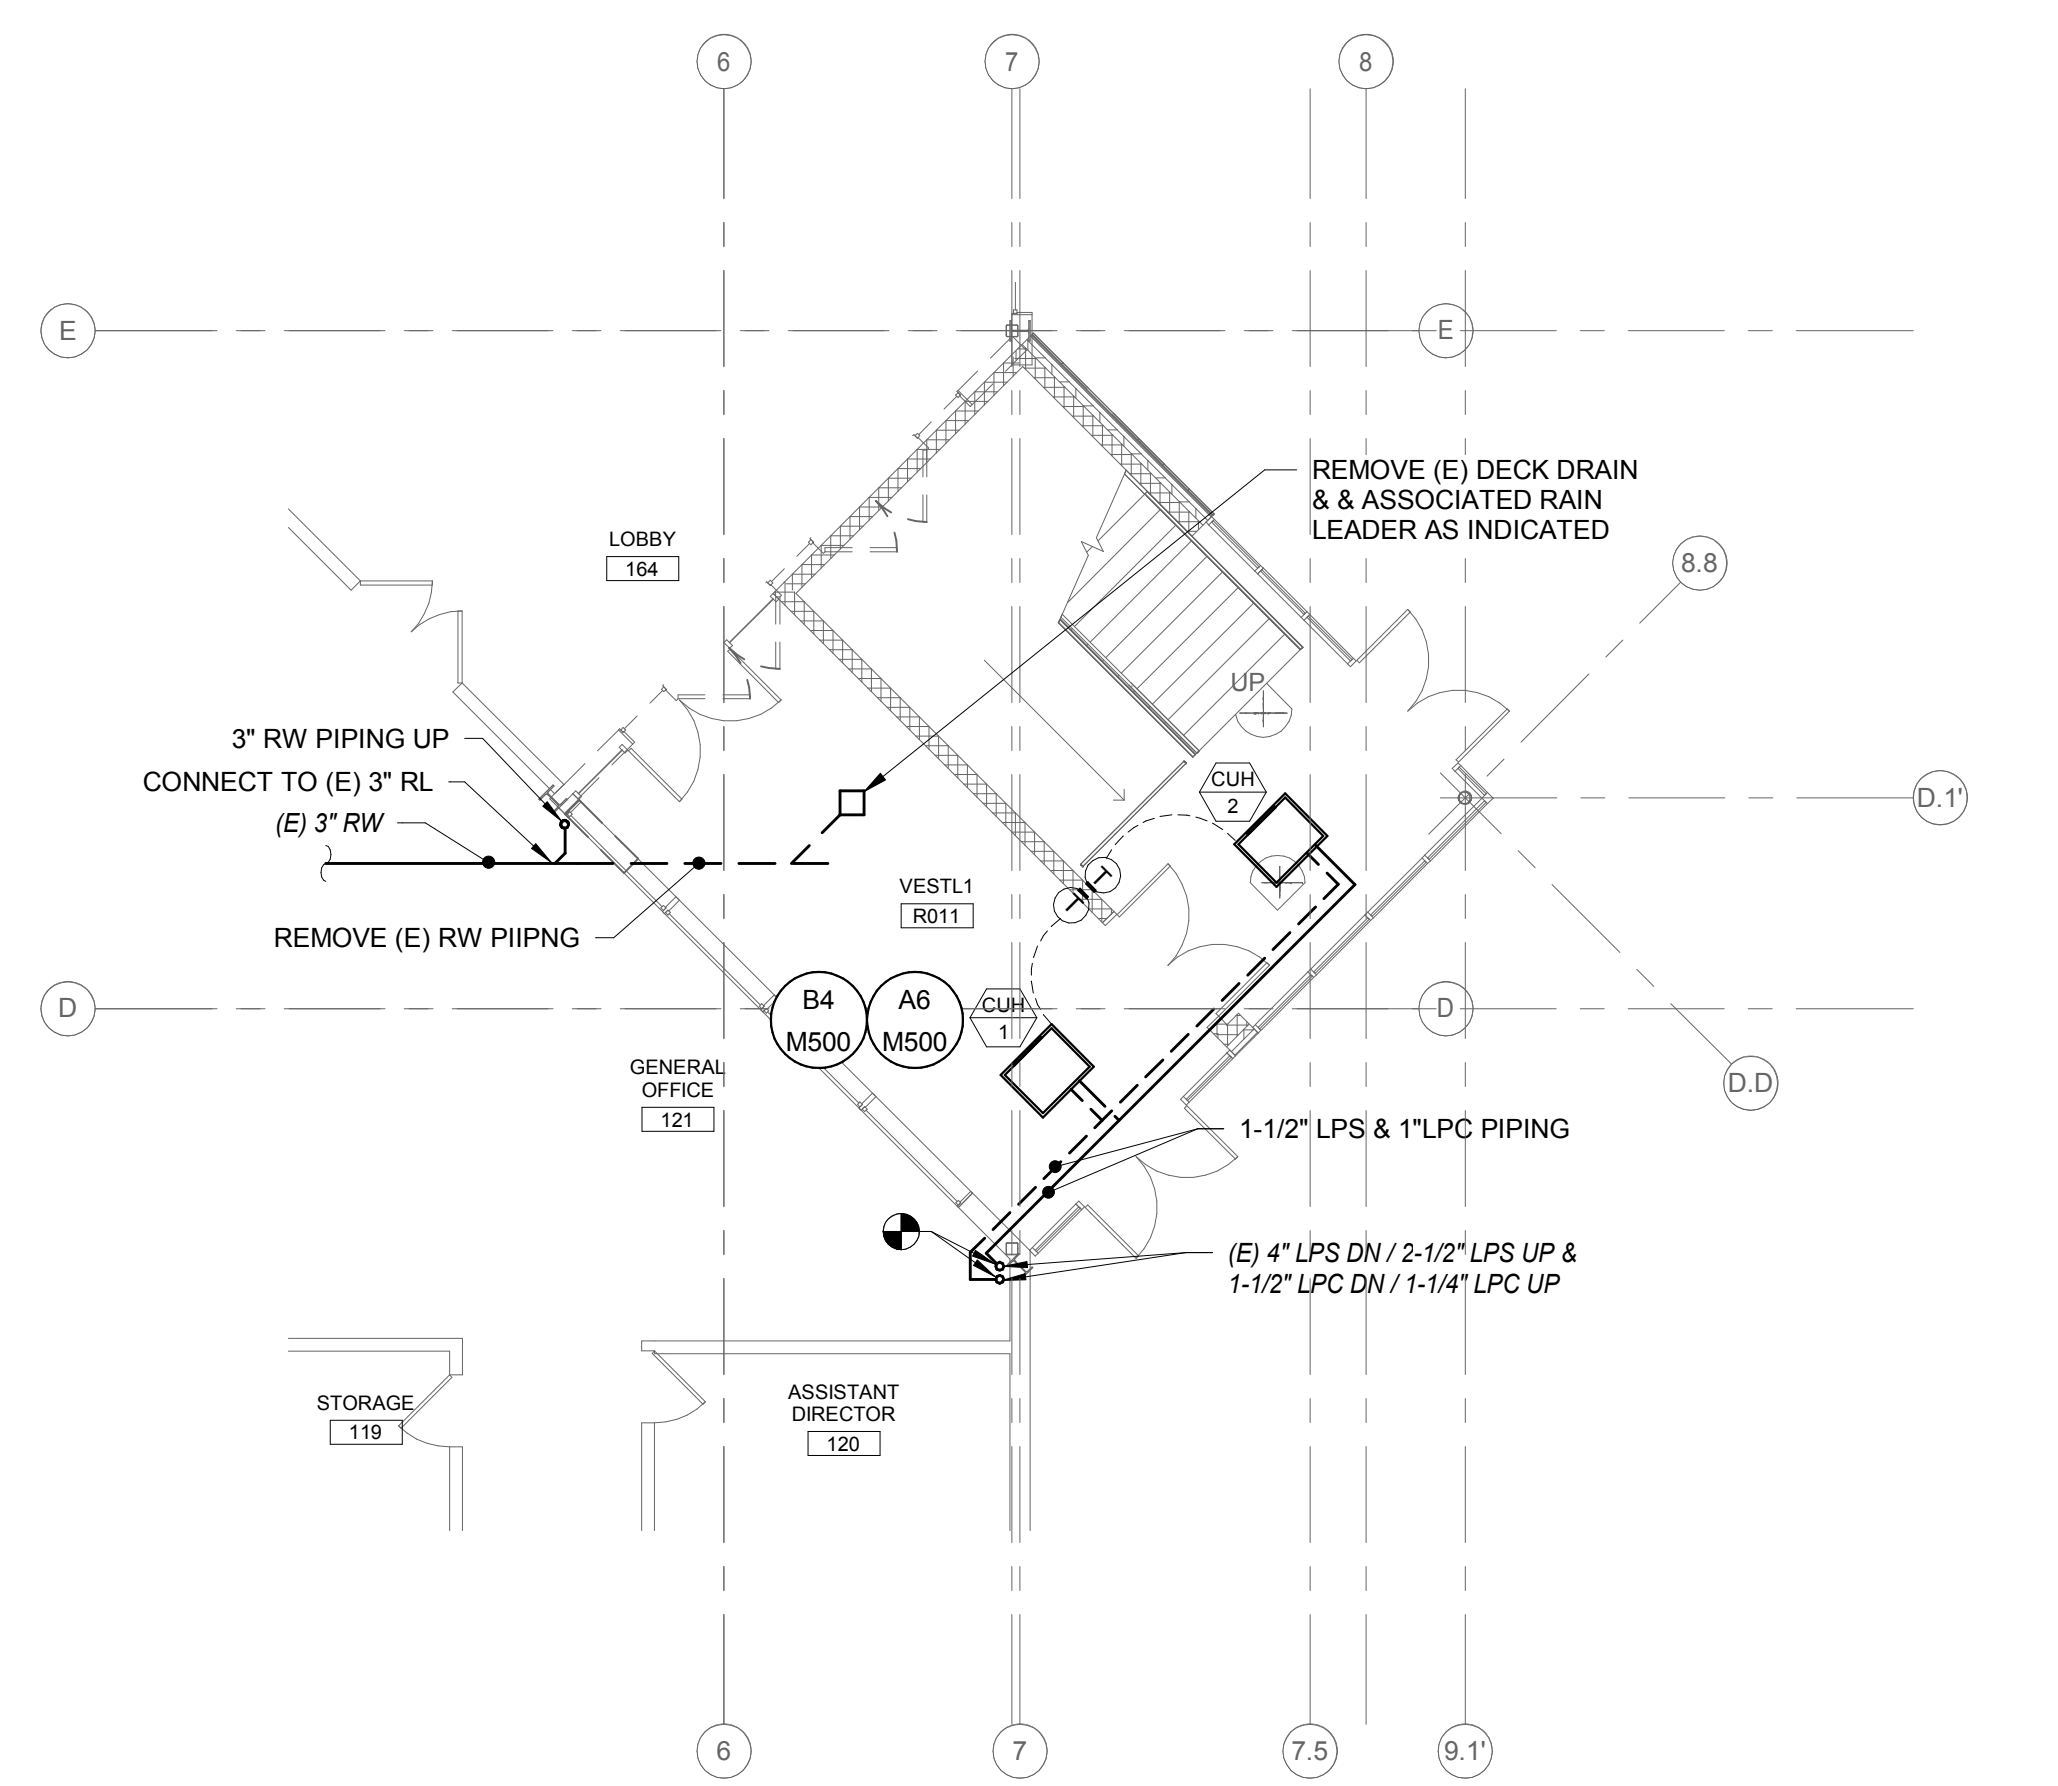 6
7
8
E
E
REMOVE (E) DECK DRAIN
& & ASSOCIATED RAIN
LEADER AS INDICATED
LOBBY
164
8.8
UP
3" RW PIPING UP
CONNECT TO (E) 3" RL
(E) 3" RW
CUH
2
D.1'
VESTL1
R011
REMOVE (E) RW PIIPNG
B4
M500
A6
M500
CUH
1
D
D
GENERAL
OFFICE
121
D.D
1-1/2" LPS & 1"LPC PIPING
(E) 4" LPS DN / 2-1/2" LPS UP &
1-1/2" LPC DN / 1-1/4" LPC UP
STORAGE
119
ASSISTANT
DIRECTOR
120
6
7
7.5
9.1'
T
T